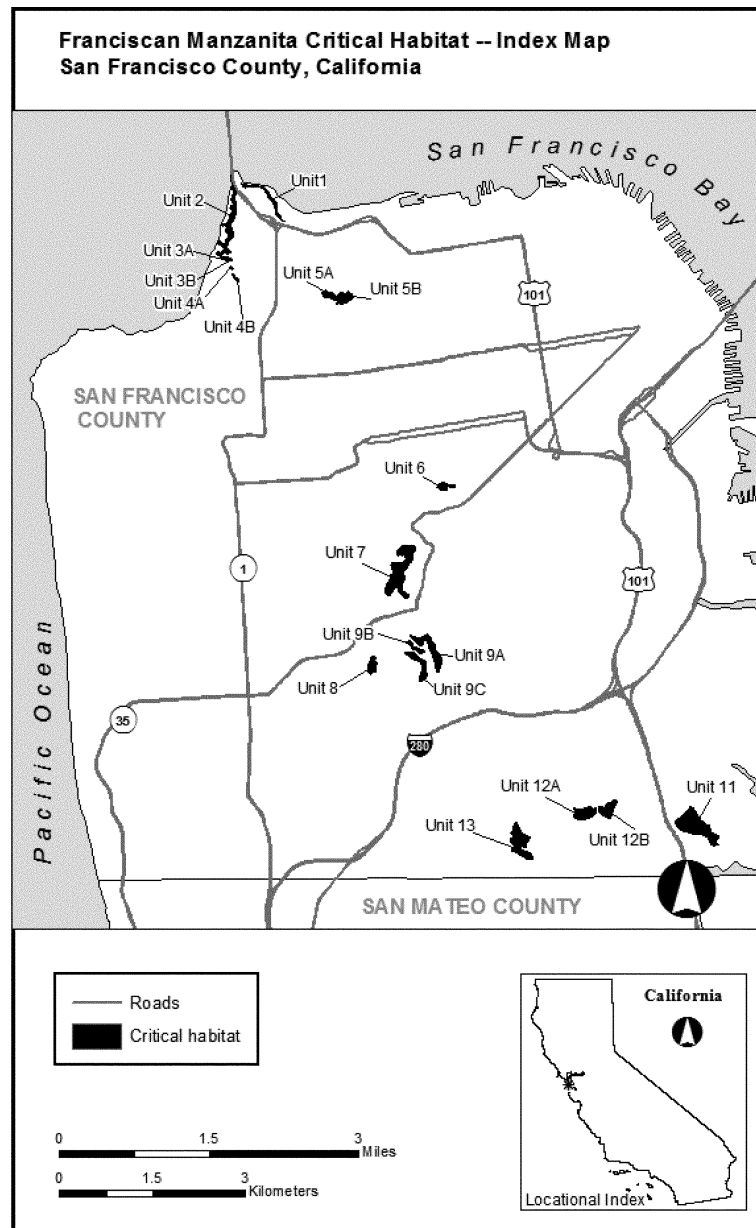 Franciscan Manzanita Critical Habitat -- Index Map
San Francisco County, California
San Francisco Bay
Unit1
Unit 2
Unit 3A
Unit 3B
Unit 4A
Unit 4B
Unit 5A
Unit 5B
101
SAN FRANCISCO
COUNTY
Unit 6
Unit 7
1
101
Unit 9B
Unit 9A
Unit 8
Unit 9C
35
280
Pacific Ocean
Unit 12A
Unit 11
Unit 13
Unit 12B
SAN MATEO COUNTY
Roads
Critical habitat
California
0 1.5 3
Miles
0 1.5 3
Kilometers
Locational Index